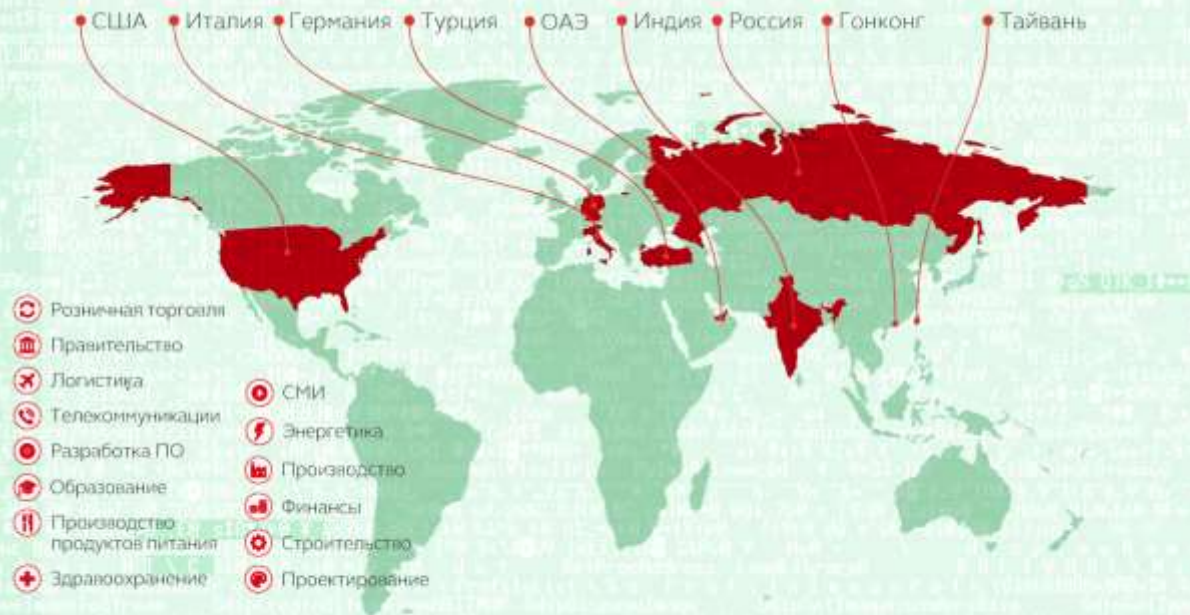 США
Италия
Германия
Турция
ОАЭ
Индия
Россия
Гонконг
Тайвань
Розничная торговля
Правительство
Логистика
Телекоммуникации
Разработка ПО
Образование
Производство
продуктов питания
Здравоохранение
СМИ
Энергетика
Производство
Финансы
Строительство
Проектирование